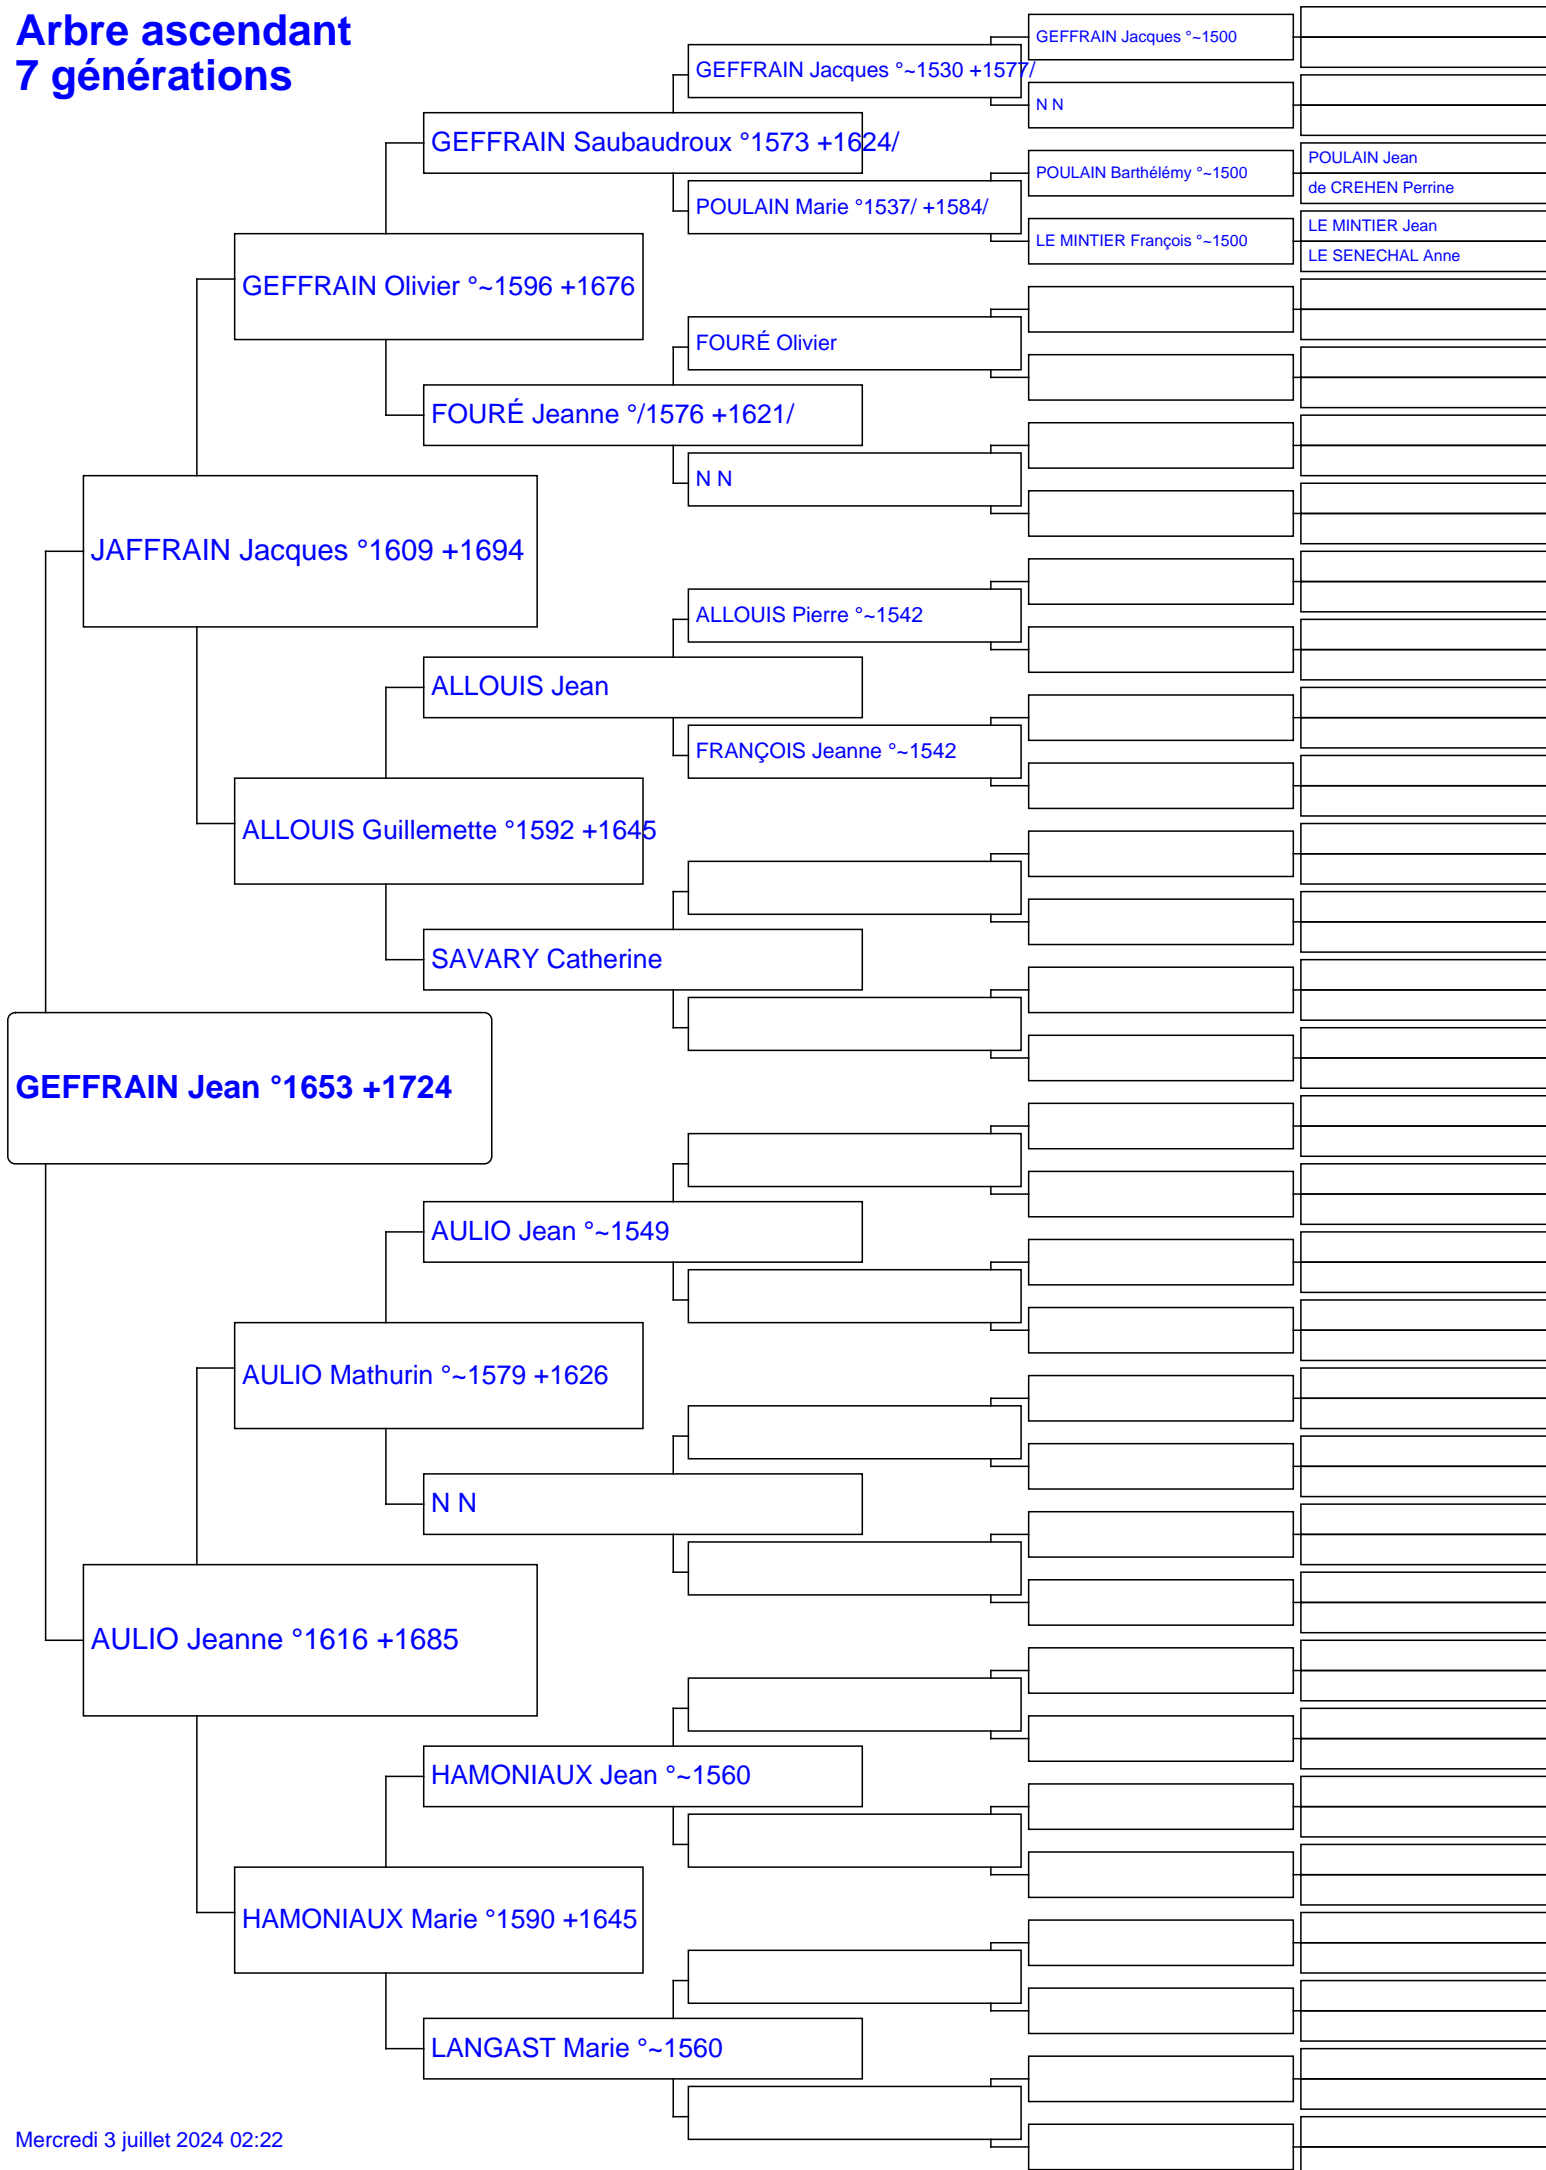 Arbre ascendant
7 générations
GEFFRAIN Jean °1653 +1724
JAFFRAIN Jacques °1609 +1694
AULIO Jeanne °1616 +1685
GEFFRAIN Olivier °~1596 +1676
ALLOUIS Guillemette °1592 +1645
AULIO Mathurin °~1579 +1626
HAMONIAUX Marie °1590 +1645
GEFFRAIN Saubaudroux °1573 +1624/
FOURÉ Jeanne °/1576 +1621/
ALLOUIS Jean
SAVARY Catherine
AULIO Jean °~1549
N N
HAMONIAUX Jean °~1560
LANGAST Marie °~1560
GEFFRAIN Jacques °~1530 +1577/
POULAIN Marie °1537/ +1584/
FOURÉ Olivier
N N
ALLOUIS Pierre °~1542
FRANÇOIS Jeanne °~1542
GEFFRAIN Jacques °~1500
N N
POULAIN Barthélémy °~1500
LE MINTIER François °~1500
POULAIN Jean
de CREHEN Perrine
LE MINTIER Jean
LE SENECHAL Anne
Mercredi 3 juillet 2024 02:22